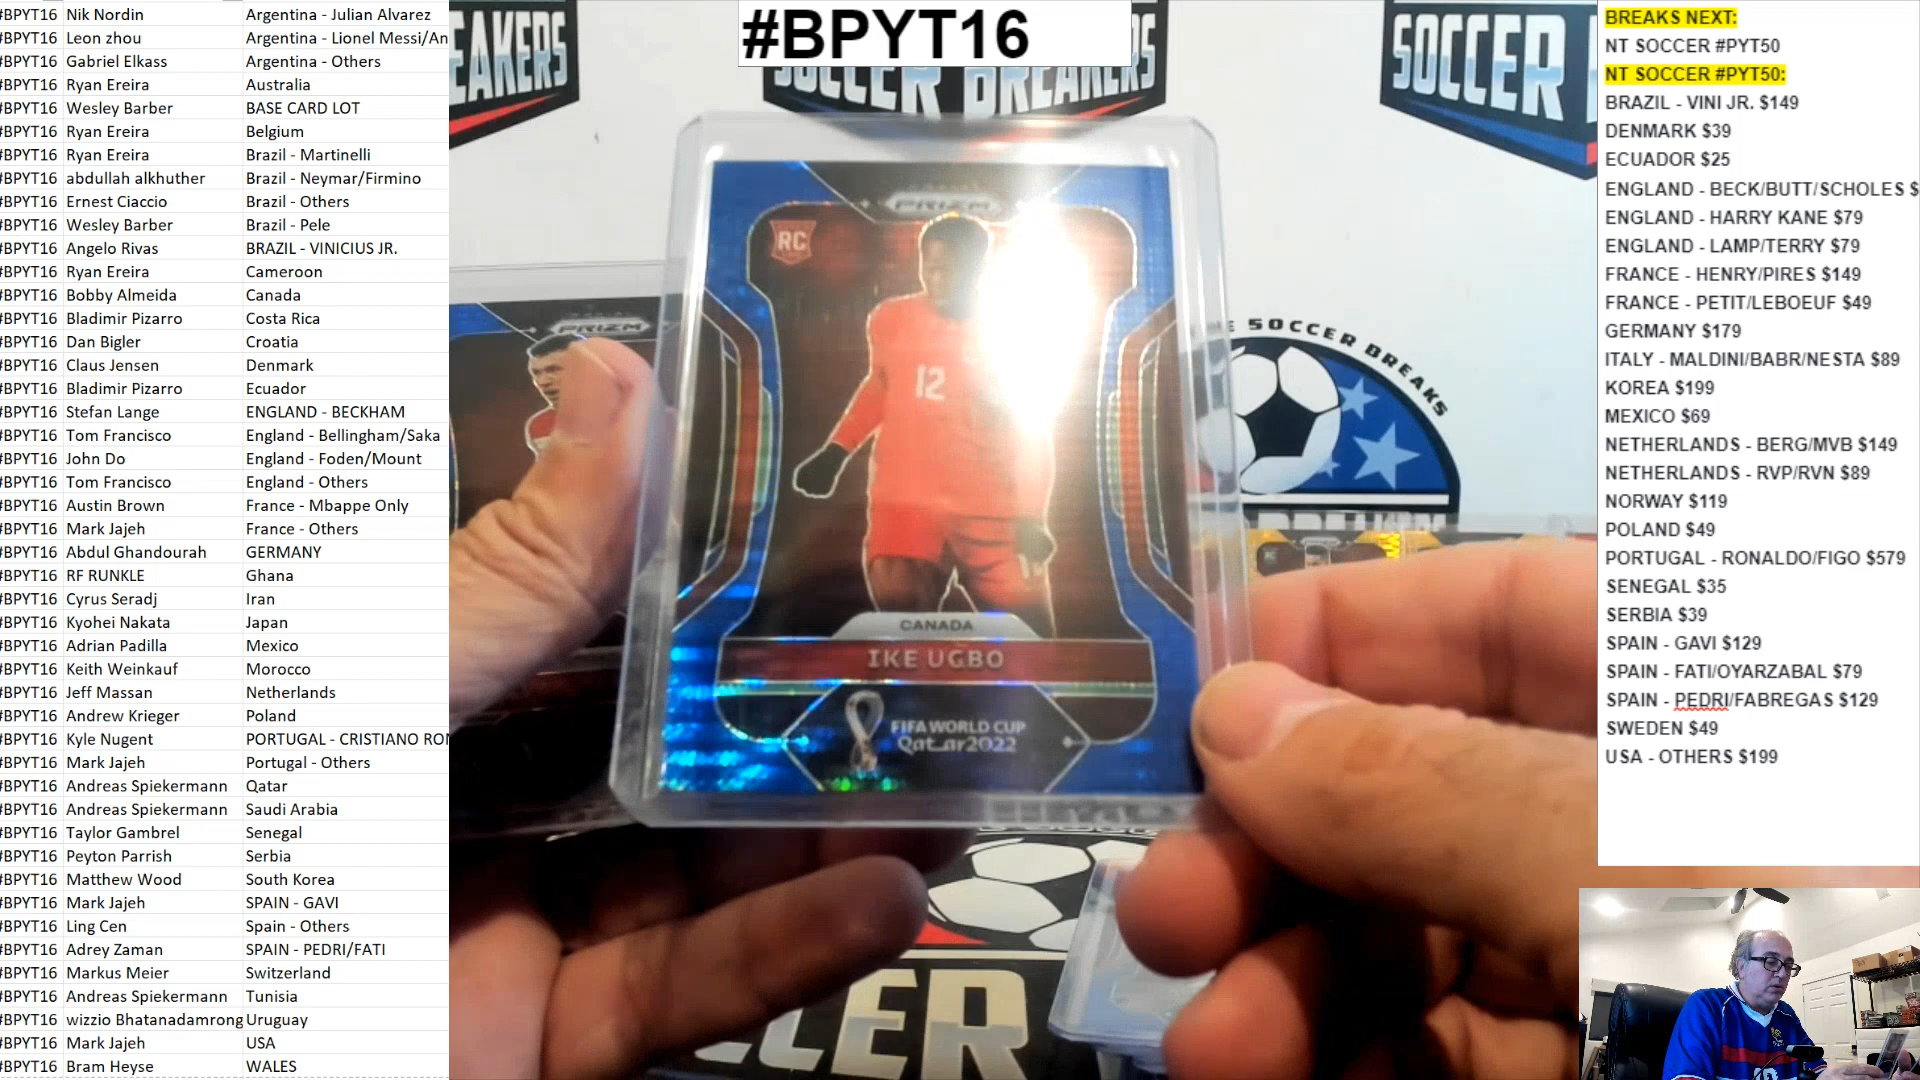 #BPYT16 Nik Nordin Argentina - Julian Alvarez
#BPYT16 Leon zhou Argentina - Lionel Messi/An
#BPYT16 Gabriel Elkass Argentina - Others
#BPYT16 Ryan Ereira Australia
#BPYT16 Wesley Barber BASE CARD LOT
#BPYT16 Ryan Ereira Belgium
#BPYT16 Ryan Ereira Brazil - Martinelli
#BPYT16 abdullah alkhuther Brazil - Neymar/Firmino
#BPYT16 Ernest Ciaccio Brazil - Others
#BPYT16 Wesley Barber Brazil - Pele
#BPYT16 Angelo Rivas BRAZIL - VINICIUS JR.
#BPYT16 Ryan Ereira Cameroon
#BPYT16 Bobby Almeida Canada
#BPYT16 Bladimir Pizarro Costa Rica
#BPYT16 Dan Bigler Croatia
#BPYT16 Claus Jensen Denmark
#BPYT16 Bladimir Pizarro Ecuador
#BPYT16 Stefan Lange ENGLAND - BECKHAM
#BPYT16 Tom Francisco England - Bellingham/Saka
#BPYT16 John Do England - Foden/Mount
#BPYT16 Tom Francisco England - Others
#BPYT16 Austin Brown France - Mbappe Only
#BPYT16 Mark Jajeh France - Others
#BPYT16 Abdul Ghandourah GERMANY
#BPYT16 RF RUNKLE Ghana
#BPYT16 Cyrus Seradj Iran
#BPYT16 Kyohei Nakata Japan
#BPYT16 Adrian Padilla Mexico
#BPYT16 Keith Weinkauf Morocco
#BPYT16 Jeff Massan Netherlands
#BPYT16 Andrew Krieger Poland
#BPYT16 Kyle Nugent PORTUGAL - CRISTIANO RON
#BPYT16 Mark Jajeh Portugal - Others
#BPYT16 Andreas Spiekermann Qatar
#BPYT16 Andreas Spiekermann Saudi Arabia
#BPYT16 Taylor Gambrel Senegal
#BPYT16 Peyton Parrish Serbia
#BPYT16 Matthew Wood South Korea
#BPYT16 Mark Jajeh SPAIN - GAVI
#BPYT16 Ling Cen Spain - Others
#BPYT16 Adrey Zaman SPAIN - PEDRI/FATI
#BPYT16 Markus Meier Switzerland
#BPYT16 Andreas Spiekermann Tunisia
#BPYT16 wizzio Bhatanadamrong Uruguay
#BPYT16 Mark Jajeh USA
#BPYT16 Bram Heyse WALES
#BPYT16
EAKERS
SOCCER BREAKERS
SOCCER
PRIZM
PRIZM
RC
12
CANADA
IKE UGBO
FIFA WORLD CUP
Qatar2022
E SOCCER BREAKS
CER
BREAKS NEXT:
NT SOCCER #PYT50
NT SOCCER #PYT50:
BRAZIL - VINI JR. $149
DENMARK $39
ECUADOR $25
ENGLAND - BECK/BUTT/SCHOLES $
ENGLAND - HARRY KANE $79
ENGLAND - LAMP/TERRY $79
FRANCE - HENRY/PIRES $149
FRANCE - PETIT/LEBOEUF $49
GERMANY $179
ITALY - MALDINI/BABR/NESTA $89
KOREA $199
MEXICO $69
NETHERLANDS - BERG/MVB $149
NETHERLANDS - RVP/RVN $89
NORWAY $119
POLAND $49
PORTUGAL - RONALDO/FIGO $579
SENEGAL $35
SERBIA $39
SPAIN - GAVI $129
SPAIN - FATI/OYARZABAL $79
SPAIN - PEDRI/FABREGAS $129
SWEDEN $49
USA - OTHERS $199